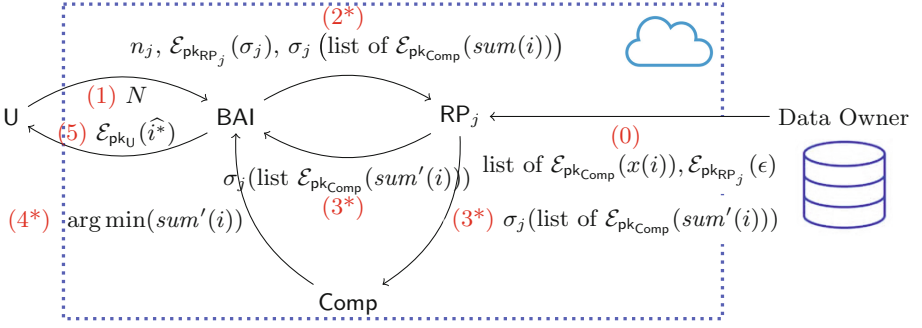 (2*)
n_j, ℰ_{pk_{RP_j}}(σ_j), σ_j (list of ℰ_{pk_{Comp}}(sum(i)))
(1) N
U
BAI
RP_j
Data Owner
(5) ℰ_{pk_U}(\widehat{i^*})
(0)
list of ℰ_{pk_{Comp}}(x(i)), ℰ_{pk_{RP_j}}(ϵ)
σ_j(list ℰ_{pk_{Comp}}(sum′(i)))
(3*)
(4*) arg min(sum′(i))
(3*) σ_j(list of ℰ_{pk_{Comp}}(sum′(i)))
Comp